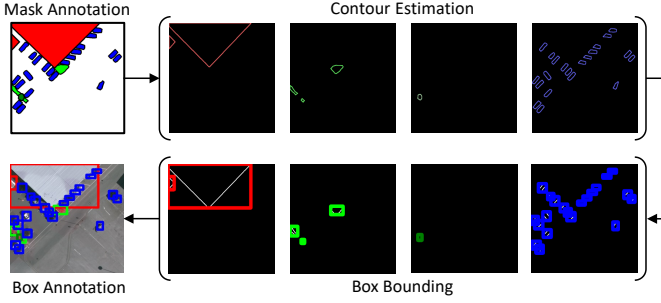 Mask Annotation
Contour Estimation
Box Annotation
Box Bounding